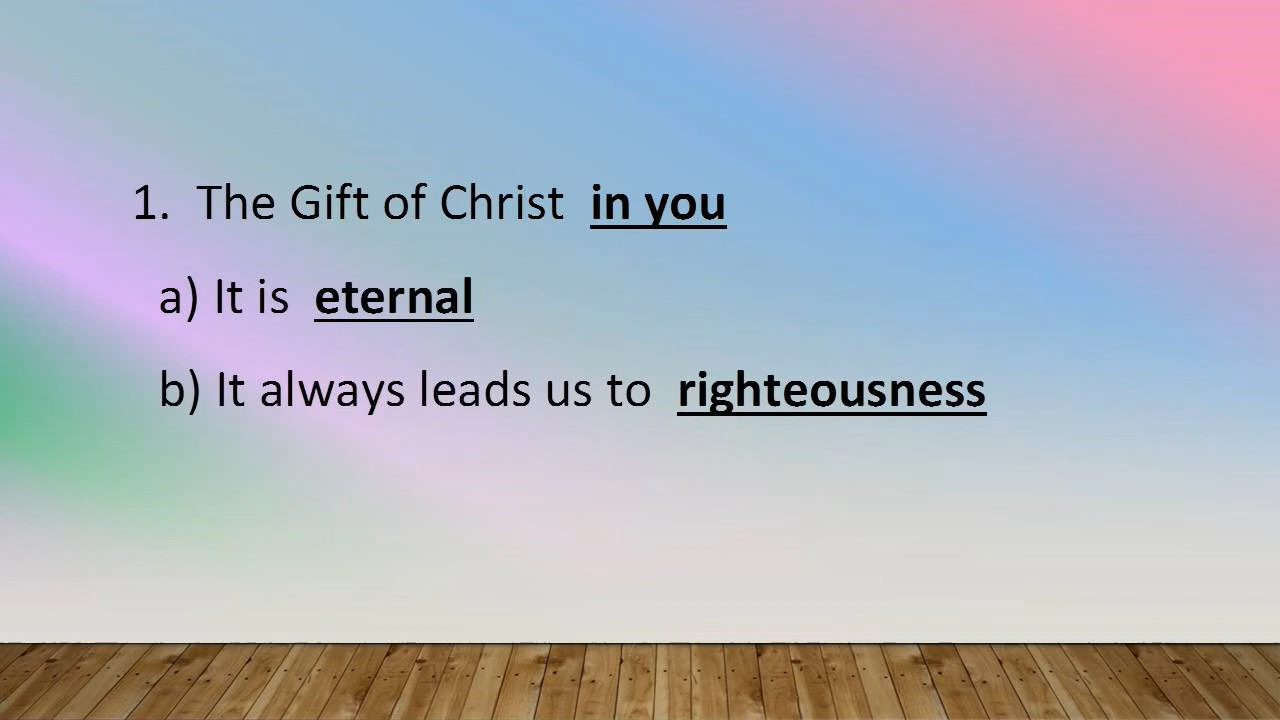 1. The Gift of Christ in you
a) It is eternal
b) It always leads us to righteousness